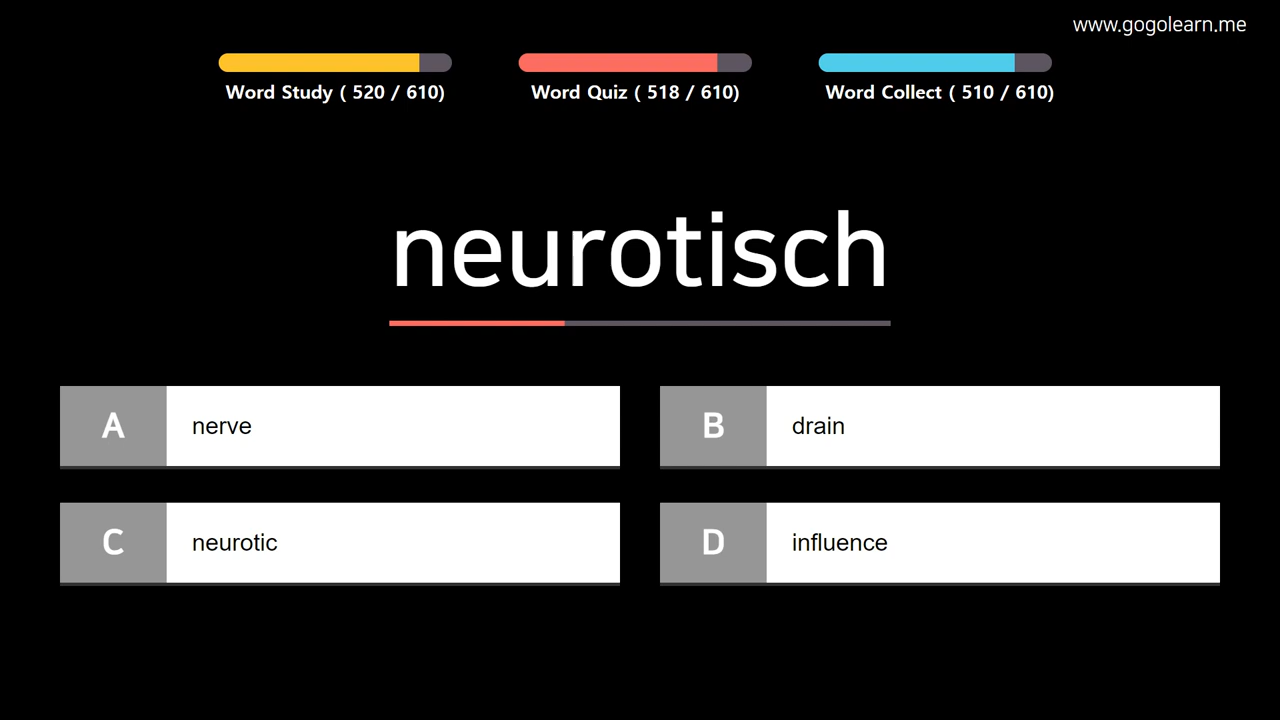 www.gogolearn.me
Word Study ( 520 / 610)
Word Quiz ( 518 / 610)
Word Collect ( 510 / 610)
neurotisch
A nerve
B drain
C neurotic
D influence